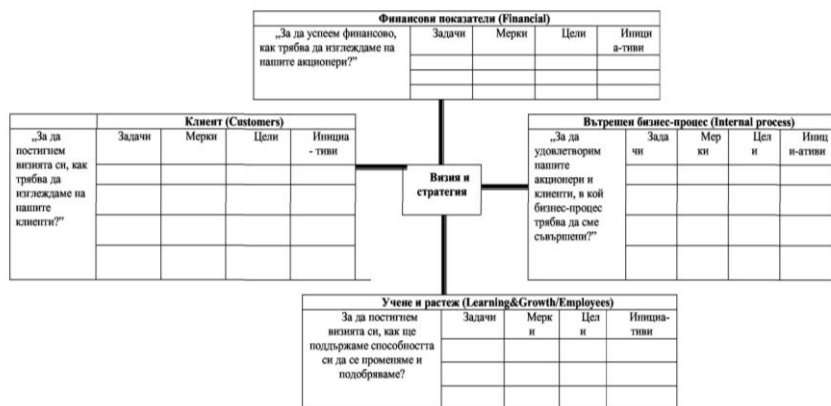 Финансови показатели (Financial)
„За да успеем финансово,
как трябва да изглеждаме на
нашите акционери?”
Задачи
Мерки
Цели
Иници
а-тиви
Клиент (Customers)
„За да
постигнем
визията си, как
трябва да
изглеждаме на
нашите
клиенти?”
Задачи
Мерки
Цели
Инициа
- тиви
Визия и
стратегия
Вътрешен бизнес-процес (Internal process)
„За да
удовлетворим
нашите
акционери и
клиенти, в кой
бизнес-процес
трябва да сме
съвършени?”
Зада
чи
Мер
ки
Цел
и
Иниц
и-ативи
Учене и растеж (Learning&Growth/Employees)
За да постигнем
визията си, как ще
поддържаме способността
си да се променяме и
подобряваме?
Задачи
Мерк
и
Цел
и
Инициа-
тиви